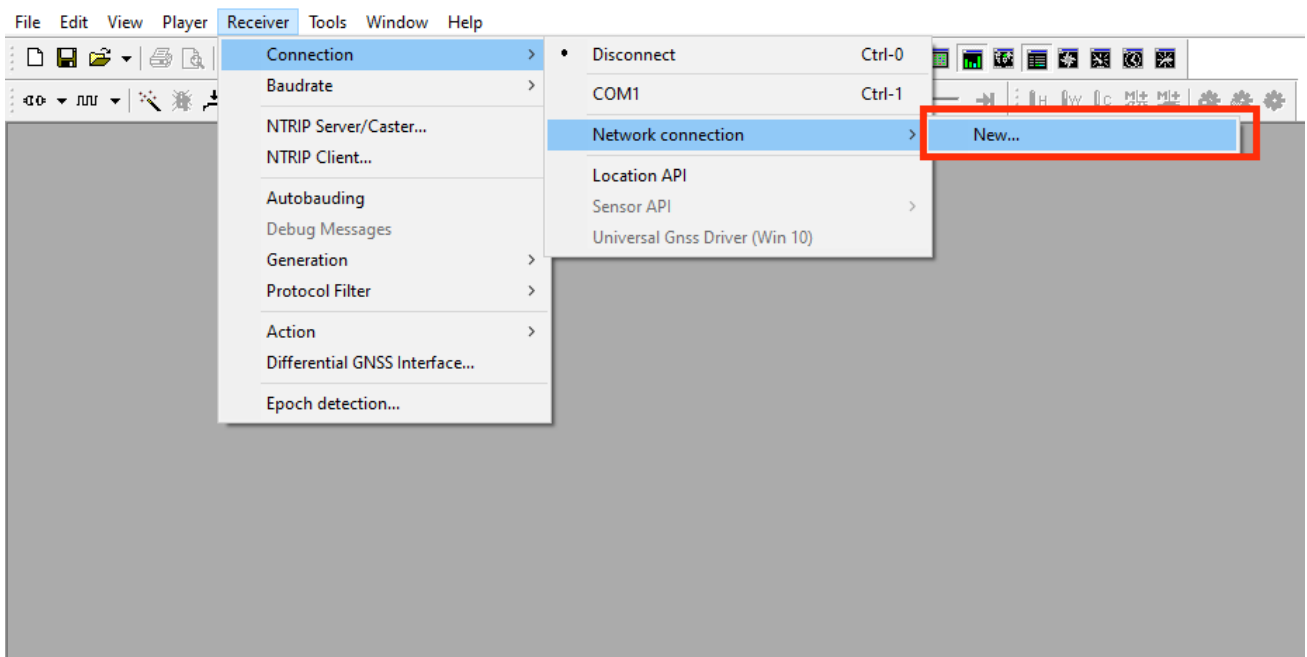 File Edit View Player Receiver Tools Window Help
Connection
Baudrate
NTRIP Server/Caster...
NTRIP Client...
Autobauding
Debug Messages
Generation
Protocol Filter
Action
Differential GNSS Interface...
Epoch detection...
Disconnect Ctrl-0
COM1 Ctrl-1
Network connection
Location API
Sensor API
Universal Gnss Driver (Win 10)
New...